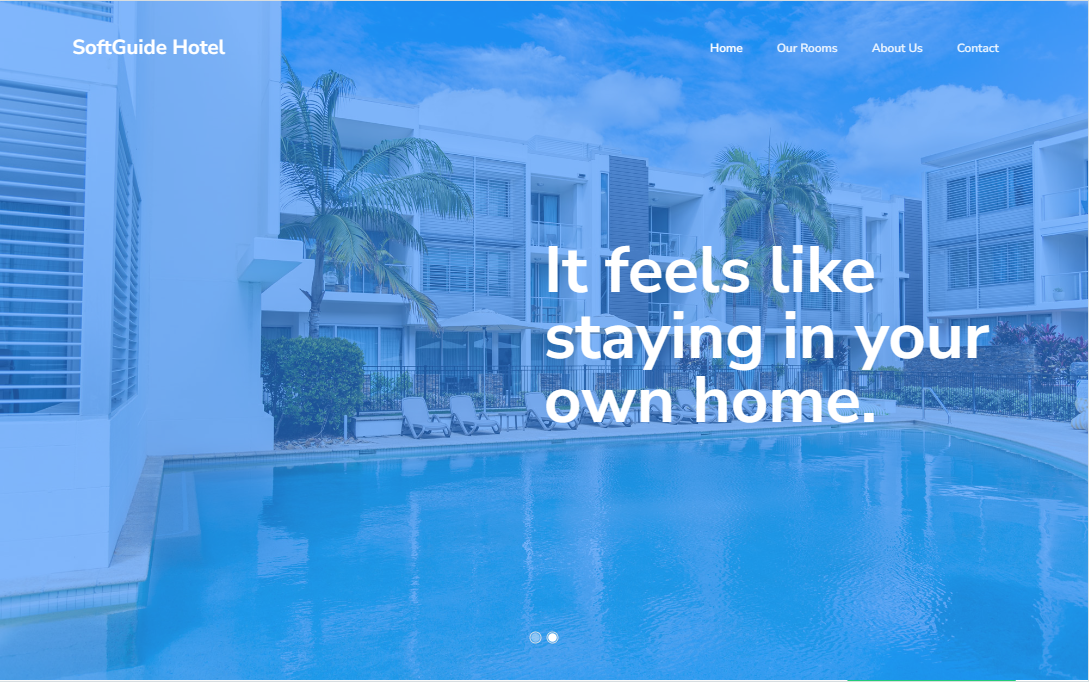 SoftGuide Hotel
Home
Our Rooms
About Us
Contact
It feels like
staying in your
own home.